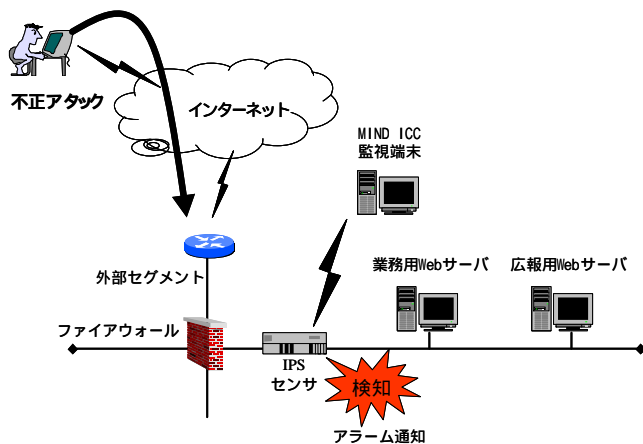 不正アタック
インターネット
MIND ICC
監視端末
外部セグメント
業務用Webサーバ
広報用Webサーバ
ファイアウォール
IPS
センサ
検知
アラーム通知